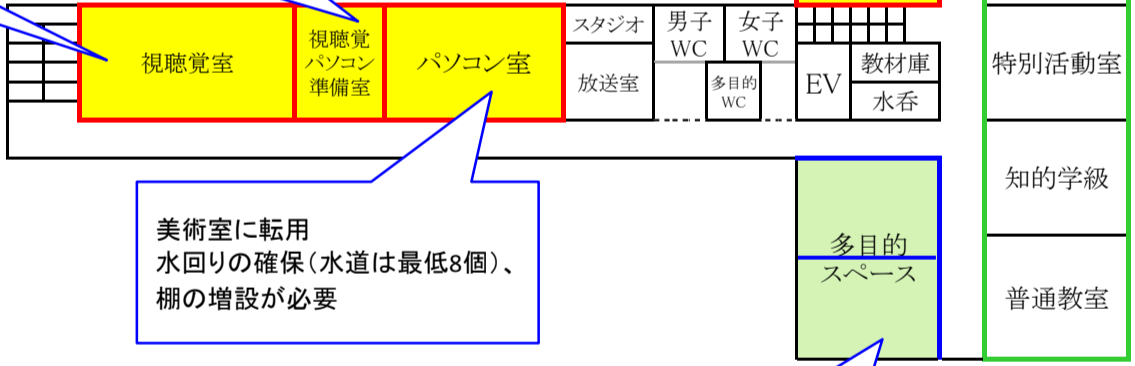 視聴覚室
視聴覚
パソコン
準備室
パソコン室
スタジオ
放送室
男子
WC
女子
WC
多目的
WC
EV
教材庫
水呑
特別活動室
知的学級
普通教室
多目的
スペース
美術室に転用
水回りの確保（水道は最低8個）、
棚の増設が必要